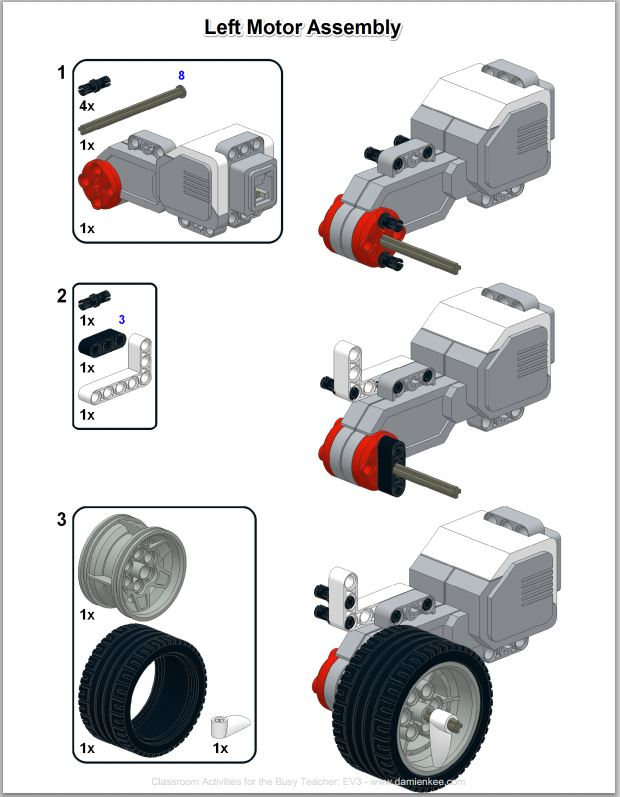 Left Motor Assembly
1
8
4x
1x
1x
2
1x
3
1x
1x
3
1x
1x
1x
Classroom Activities for the Busy Teacher: EV3 - www.damienkee.com